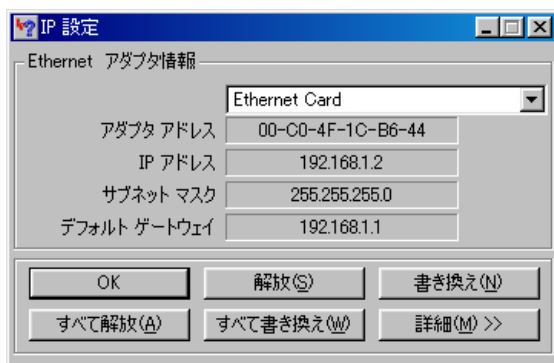 IP 設定
Ethernet アダプタ情報
Ethernet Card
アダプタ アドレス 00-C0-4F-1C-B6-44
IP アドレス 192.168.1.2
サブネット マスク 255.255.255.0
デフォルト ゲートウェイ 192.168.1.1
OK 解放(S) 書き換え(N)
すべて解放(A) すべて書き換え(W) 詳細(M) >>